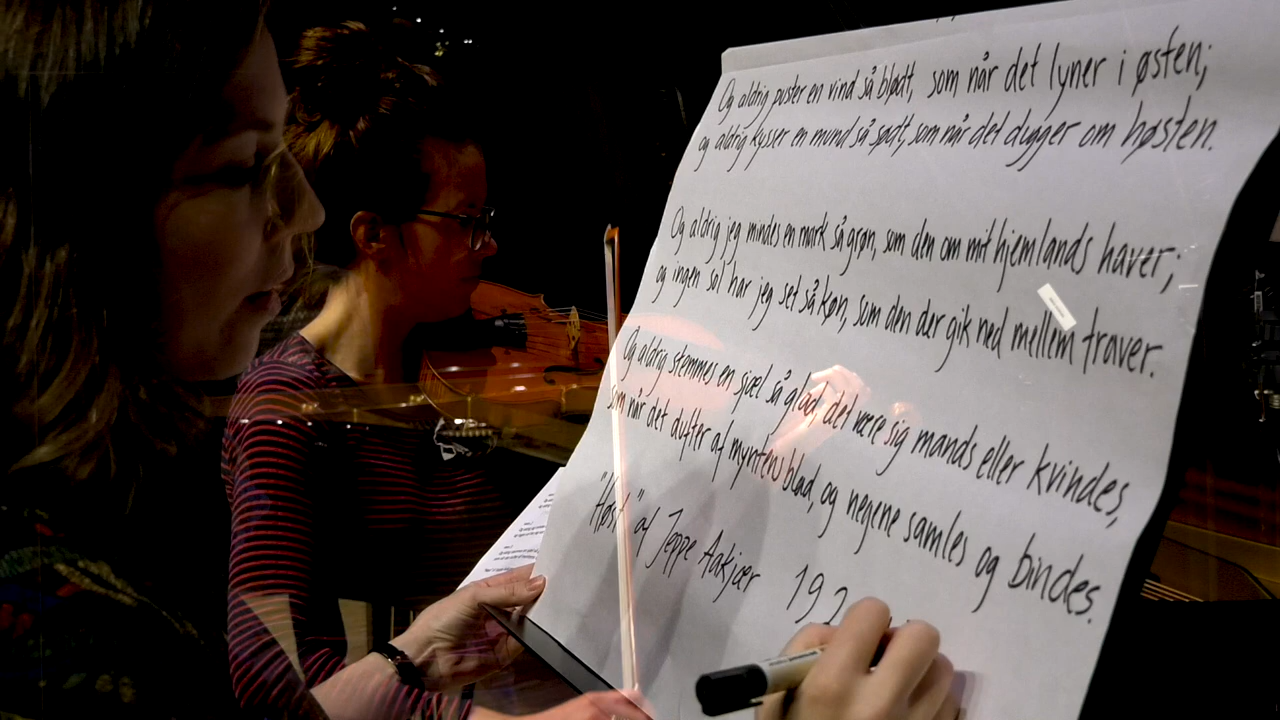 Og aldrig puster en vind så blødt, som når det lyner i østen;
og aldrig kysser en mund så sødt, som når det dugger om høsten.
Og aldrig jeg mindes en mark så grøn, som den om mit hjemlands haver;
og ingen sol har jeg set så køn, som den der gik ned mellem traver.
Og aldrig stemmes en sjæl så glad, det være sig mands eller kvindes,
som når det dufter af myntens blad, og negene samles og bindes.
"Høst" af Jeppe Aakjær 192